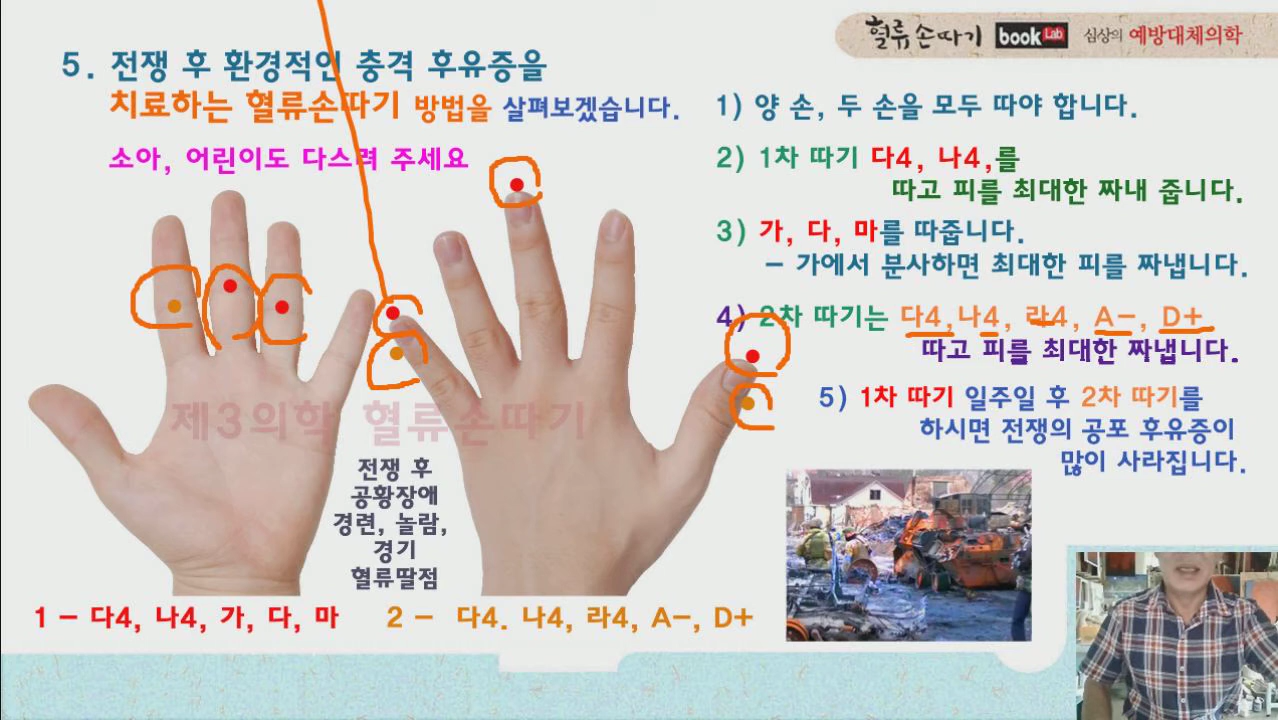 혈류 손따기 book Lab 심상의 예방대체의학
5. 전쟁 후 환경적인 충격 후유증을
치료하는 혈류손따기 방법을 살펴보겠습니다.
소아, 어린이도 다스려 주세요
1) 양 손, 두 손을 모두 따야 합니다.
2) 1차 따기 다4, 나4,를
따고 피를 최대한 짜내 줍니다.
3) 가, 다, 마를 따줍니다.
- 가에서 분사하면 최대한 피를 짜냅니다.
4) 2차 따기는 다4,나4, 라4, A-, D+
따고 피를 최대한 짜냅니다.
5) 1차 따기 일주일 후 2차 따기를
하시면 전쟁의 공포 후유증이
많이 사라집니다.
제3의학 혈류손따기
전쟁 후
공황장애
경련, 놀람,
경기
혈류딸점
1 - 다4, 나4, 가, 다, 마
2 - 다4. 나4, 라4, A-, D+